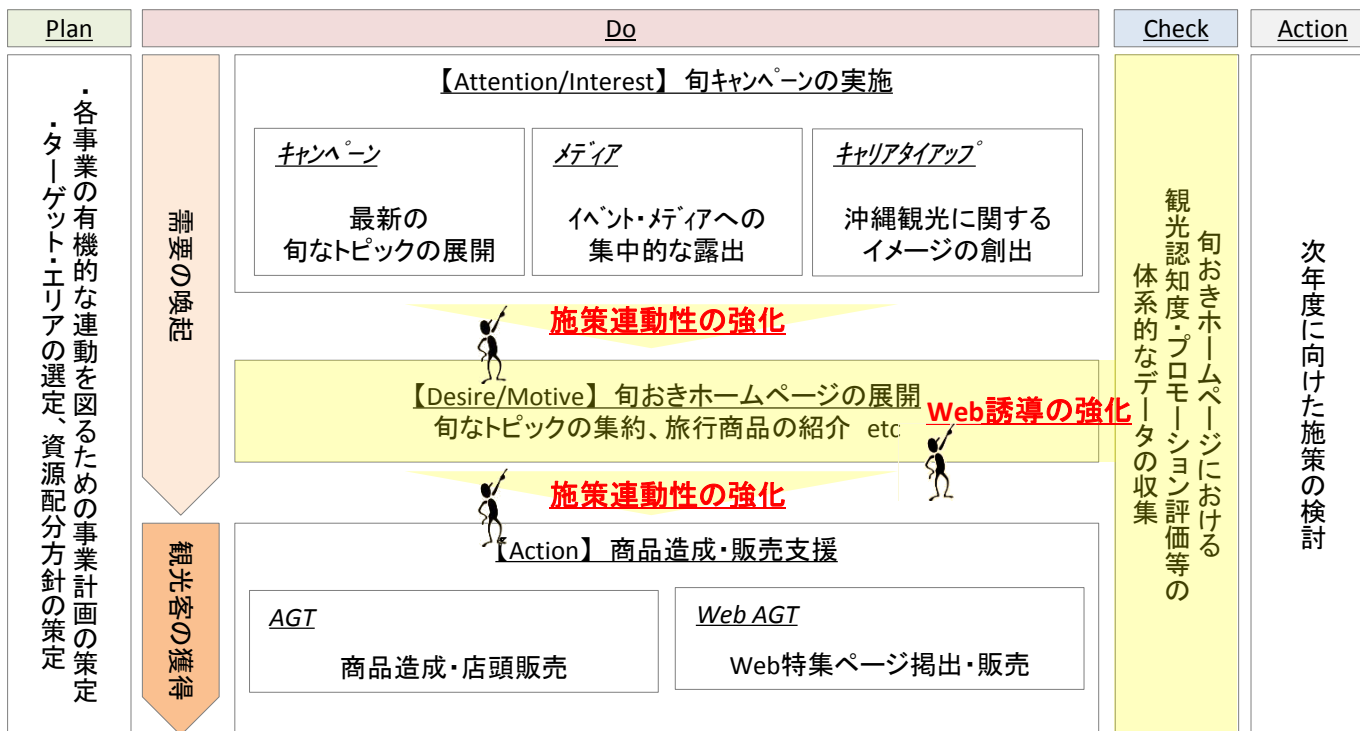 Plan
Do
Check
Action
・各事業の有機的な連動を図るための事業計画の策定
・ターゲット・エリアの選定、資源配分方針の策定
需要の喚起
観光客の獲得
【Attention/Interest】 旬キャンペーンの実施
キャンペーン
最新の
旬なトピックの展開
メディア
イベント・メディアへの
集中的な露出
キャリアタイアップ
沖縄観光に関する
イメージの創出
施策連動性の強化
【Desire/Motive】 旬おきホームページの展開
旬なトピックの集約、旅行商品の紹介 etc
Web誘導の強化
施策連動性の強化
【Action】 商品造成・販売支援
AGT
商品造成・店頭販売
Web AGT
Web特集ページ掲出・販売
旬おきホームページにおける
観光認知度・プロモーション評価等の
体系的なデータの収集
次年度に向けた施策の検討